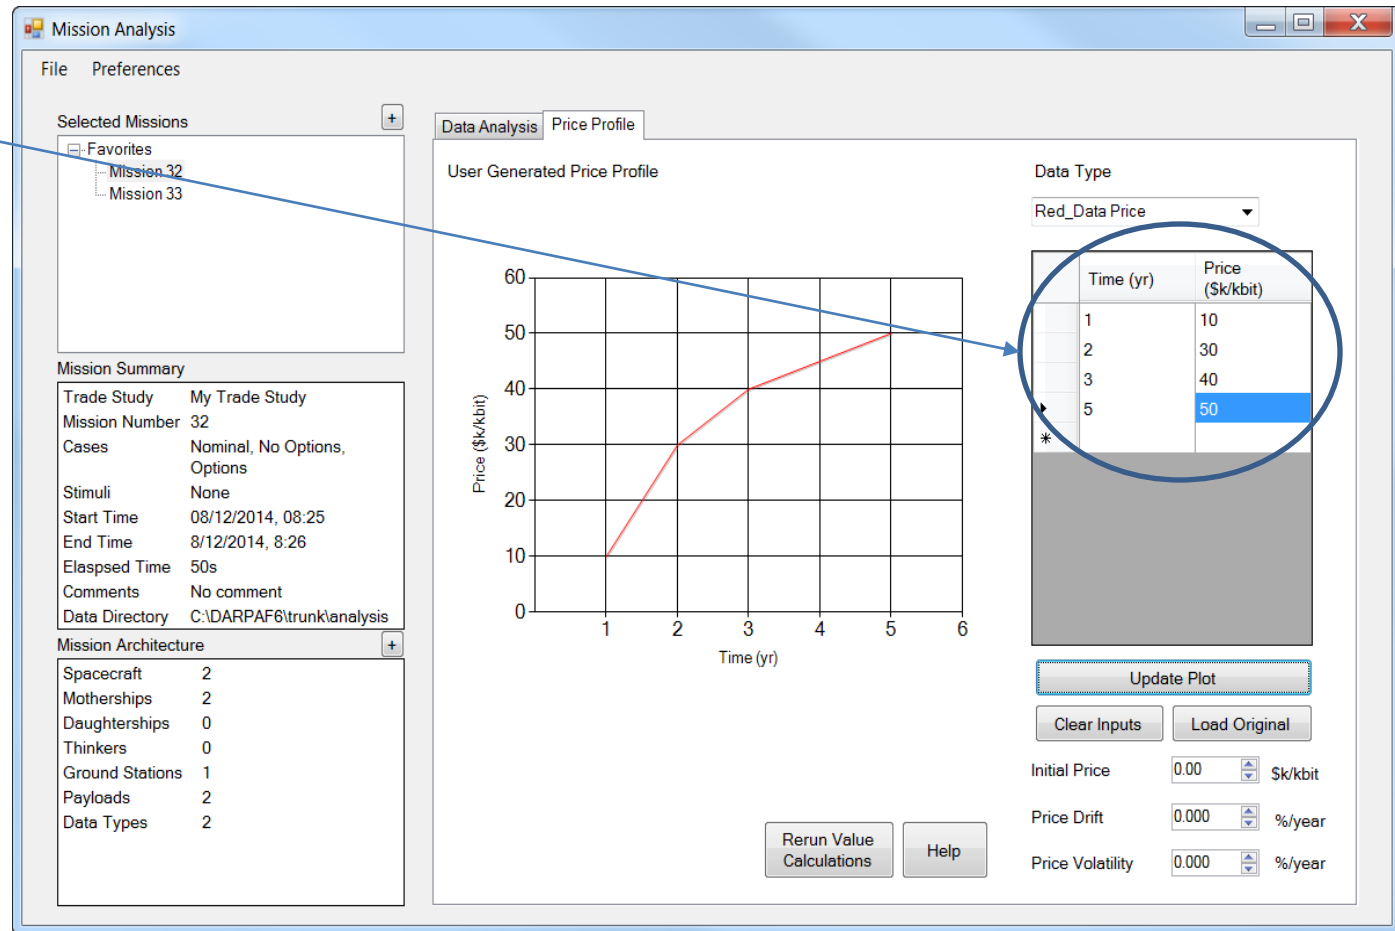 Mission Analysis
File Preferences
Selected Missions +
Favorites
Mission 32
Mission 33
Mission Summary
Trade Study My Trade Study
Mission Number 32
Cases Nominal, No Options,
Options
Stimuli None
Start Time 08/12/2014, 08:25
End Time 8/12/2014, 8:26
Elaspsed Time 50s
Comments No comment
Data Directory C:\DARPAF6\trunk\analysis
Mission Architecture +
Spacecraft 2
Motherships 2
Daughterships 0
Thinkers 0
Ground Stations 1
Payloads 2
Data Types 2
Data Analysis Price Profile
User Generated Price Profile
60
50
40
30
20
10
0
Price ($k/kbit)
1 2 3 4 5 6
Time (yr)
Rerun Value
Calculations
Help
Data Type
Red_Data Price
Time (yr) Price
($k/kbit)
1 10
2 30
3 40
5 50
*
Update Plot
Clear Inputs Load Original
Initial Price 0.00 $k/kbit
Price Drift 0.000 %/year
Price Volatility 0.000 %/year